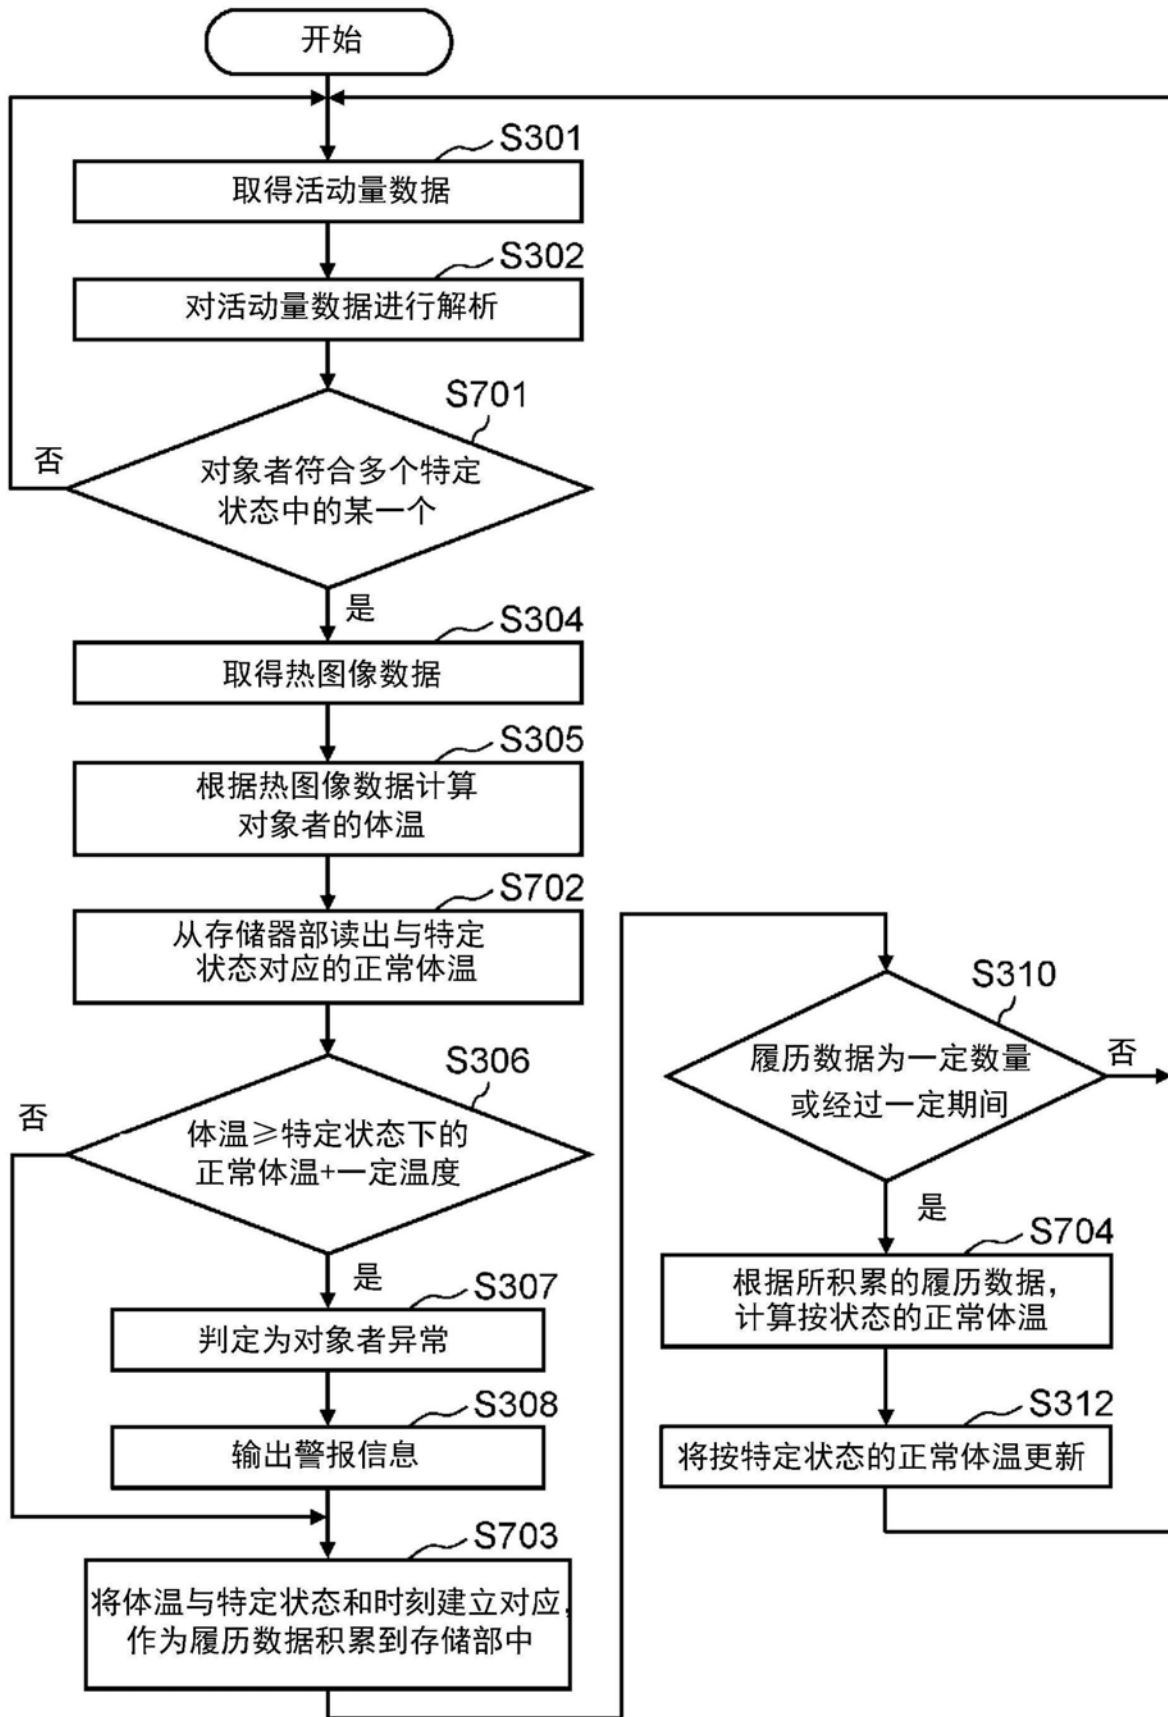 开始
S301
取得活动量数据
S302
对活动量数据进行解析
S701
否
对象者符合多个特定
状态中的某一个
是
S304
取得热图像数据
S305
根据热图像数据计算
对象者的体温
S702
从存储器部读出与特定
状态对应的正常体温
S306
否
体温≥特定状态下的
正常体温+一定温度
是
S307
判定为对象者异常
S308
输出警报信息
S703
将体温与特定状态和时刻建立对应,
作为履历数据积累到存储部中
S310
履历数据为一定数量
或经过一定期间
否
是
S704
根据所积累的履历数据,
计算按状态的正常体温
S312
将按特定状态的正常体温更新